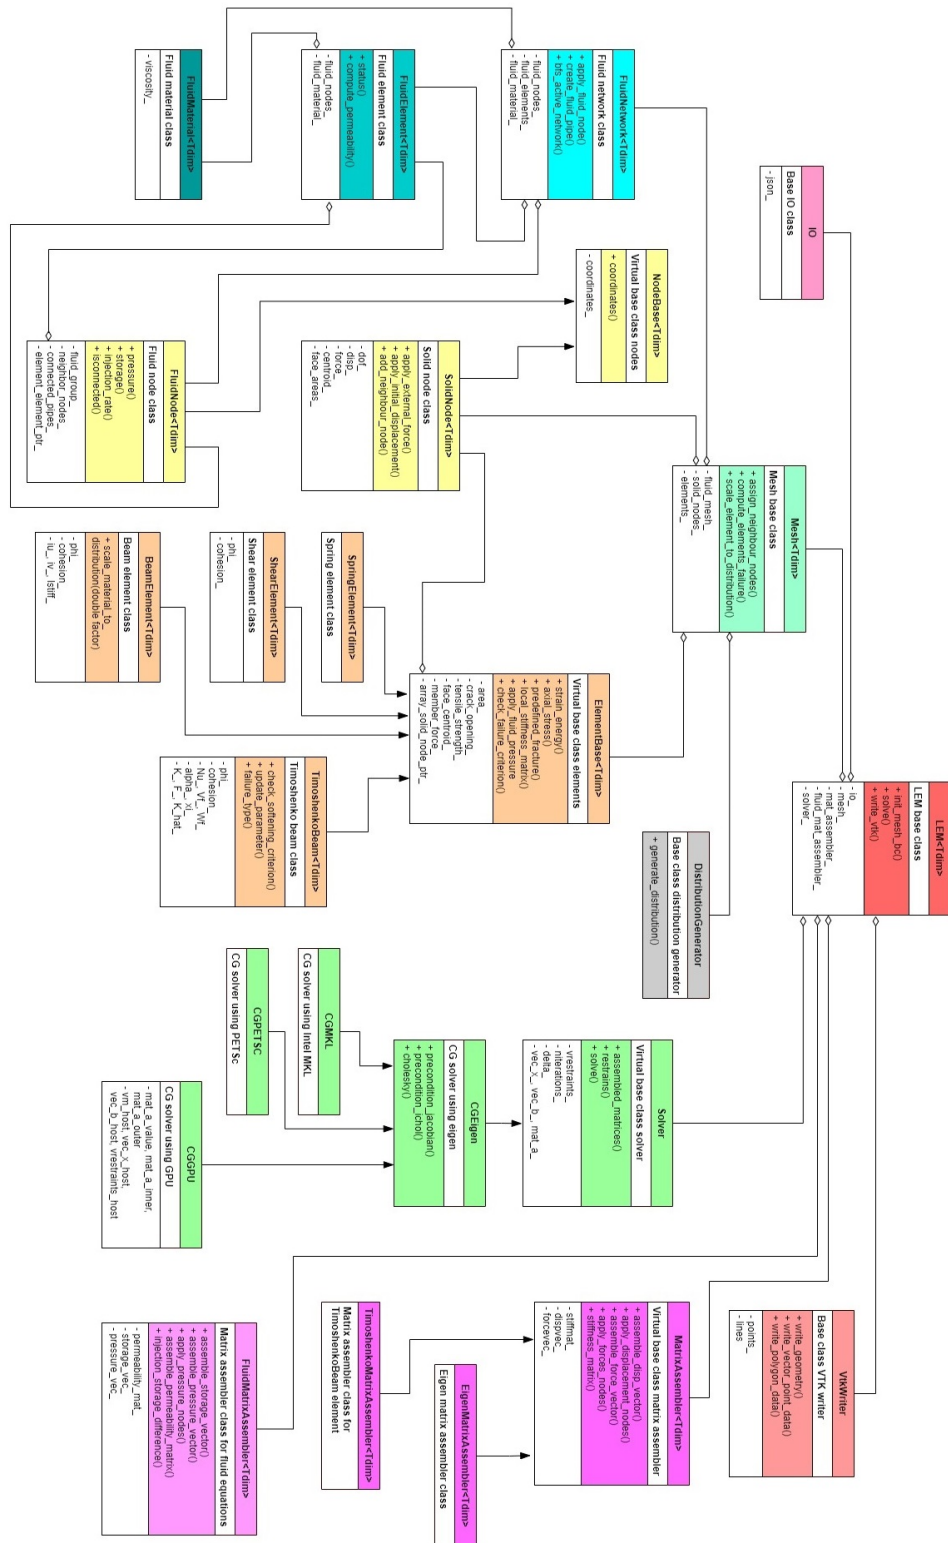 LEM<Tdim>
LEM base class
+ init_mesh_bc()
+ solve()
+ write_vtk()
- io_
- mesh_
- mat_assembler_
- fluid_mat_assembler_
- solver_
IO
Base IO class
- json_
Mesh<Tdim>
Mesh base class
+ assign_neighbour_nodes()
+ compute_elements_failure()
+ scale_element_to_distribution()
- fluid_mesh_
- solid_nodes_
- elements_
DistributionGenerator
Base class distribution generator
+ generate_distribution()
VtkWriter
Base class VTK writer
+ write_geometry()
+ write_vector_point_data()
+ write_polygon_data()
- points_
- lines_
FluidNetwork<Tdim>
Fluid network class
+ apply_fluid_node()
+ create_fluid_pipe()
+ bfs_active_network()
- fluid_nodes_
- fluid_elements_
- fluid_material_
NodeBase<Tdim>
Virtual base class nodes
+ coordinates()
- coordinates_
ElementBase<Tdim>
Virtual base class elements
+ strain_energy()
+ axial_stress()
+ predefined_fracture()
+ local_stiffness_matrix()
+ apply_fluid_pressure
+ check_failure_criterion()
- area_
- crack_opening_
- tensile_strength_
- face_centroid_
- member_force_
- array_solid_node_ptr_
Solver
Virtual base class solver
+ assembled_matrices()
+ restrains()
+ solve()
- vrestraints_
- niterations_
- delta_
- vec_x_, vec_b_, mat_a_
MatrixAssembler<Tdim>
Virtual base class matrix assembler
+ assemble_disp_vector()
+ apply_displacement_nodes()
+ assemble_force_vector()
+ apply_forces_nodes()
+ stiffness_matrix()
- stiffmat_
- dispvec_
- forcevec_
FluidElement<Tdim>
Fluid element class
+ status()
+ compute_permeability()
- fluid_nodes_
- fluid_material_
SolidNode<Tdim>
Solid node class
+ apply_external_force()
+ apply_initial_displacement()
+ add_neighbour_node()
- dof_
- disp_
- force_
- centroid_
- face_areas_
CGEigen
CG solver using eigen
+ precondition_jacobian()
+ precondition_ichol()
+ cholesky()
EigenMatrixAssembler<Tdim>
Eigen matrix assembler class
FluidMaterial<Tdim>
Fluid material class
- viscosity_
FluidNode<Tdim>
Fluid node class
+ pressure()
+ storage()
+ injection_rate()
+ isconnected()
- fluid_group_
- neighbor_nodes_
- connected_pipes_
- element_element_ptr_
SpringElement<Tdim>
Spring element class
ShearElement<Tdim>
Shear element class
- phi_
- cohesion_
BeamElement<Tdim>
Beam element class
+ scale_material_to_
distribution(double factor)
- phi_
- cohesion_
- iu_, iv_, lstiff_
TimoshenkoBeam<Tdim>
Timoshenko beam class
+ check_softening_criterion()
+ update_parameter()
+ failure_type()
- phi_
- cohesion_
- Nu_, Vf_, Wf_
- alpha_, xi_
- K_, F_, K_hat_
CGMKL
CG solver using Intel MKL
CGPETSC
CG solver using PETSc
CGGPU
CG solver using GPU
- mat_a_value, mat_a_inner,
mat_a_outer
- vm_host, vec_x_host,
vec_b_host, vrestraints_host
TimoshenkoMatrixAssembler<Tdim>
Matrix assembler class for
TimoshenkoBeam element
FluidMatrixAssembler<Tdim>
Matrix assembler class for fluid equations
+ assemble_storage_vector()
+ assemble_pressure_vector()
+ apply_pressure_nodes()
+ assemble_permeability_matrix()
+ injection_storage_difference()
- permeability_mat_
- storage_vec_
- pressure_vec_